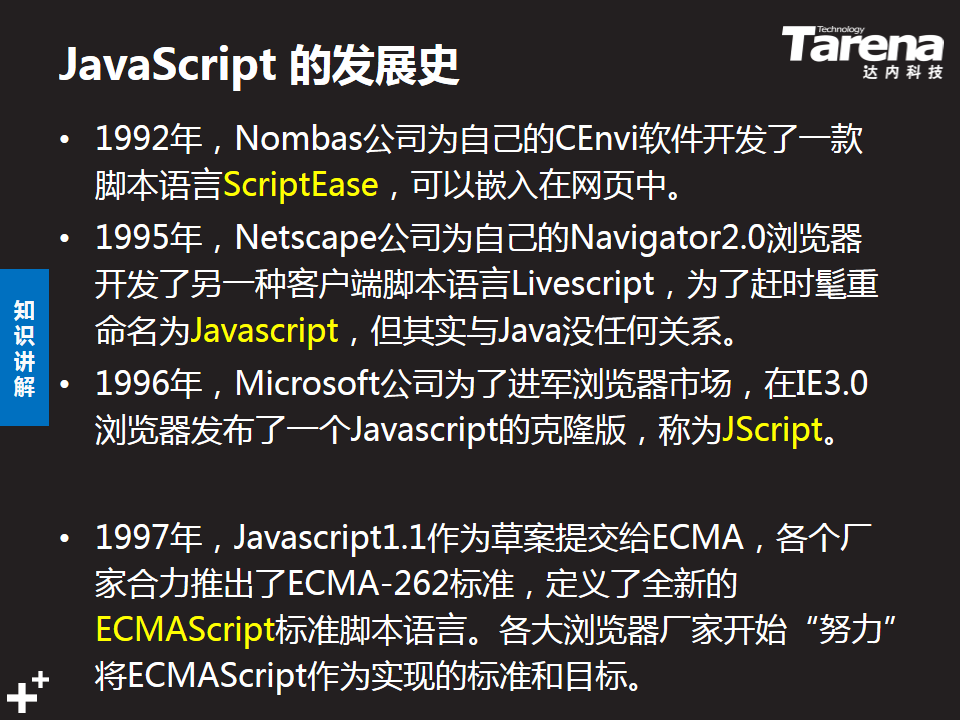 JavaScript 的发展史
Technology
Tarena
达内科技
• 1992年，Nombas公司为自己的CEnvi软件开发了一款
脚本语言ScriptEase，可以嵌入在网页中。
• 1995年，Netscape公司为自己的Navigator2.0浏览器
开发了另一种客户端脚本语言Livescript，为了赶时髦重
命名为Javascript，但其实与Java没任何关系。
• 1996年，Microsoft公司为了进军浏览器市场，在IE3.0
浏览器发布了一个Javascript的克隆版，称为JScript。
• 1997年，Javascript1.1作为草案提交给ECMA，各个厂
家合力推出了ECMA-262标准，定义了全新的
ECMAScript标准脚本语言。各大浏览器厂家开始“努力”
将ECMAScript作为实现的标准和目标。
知
识
讲
解